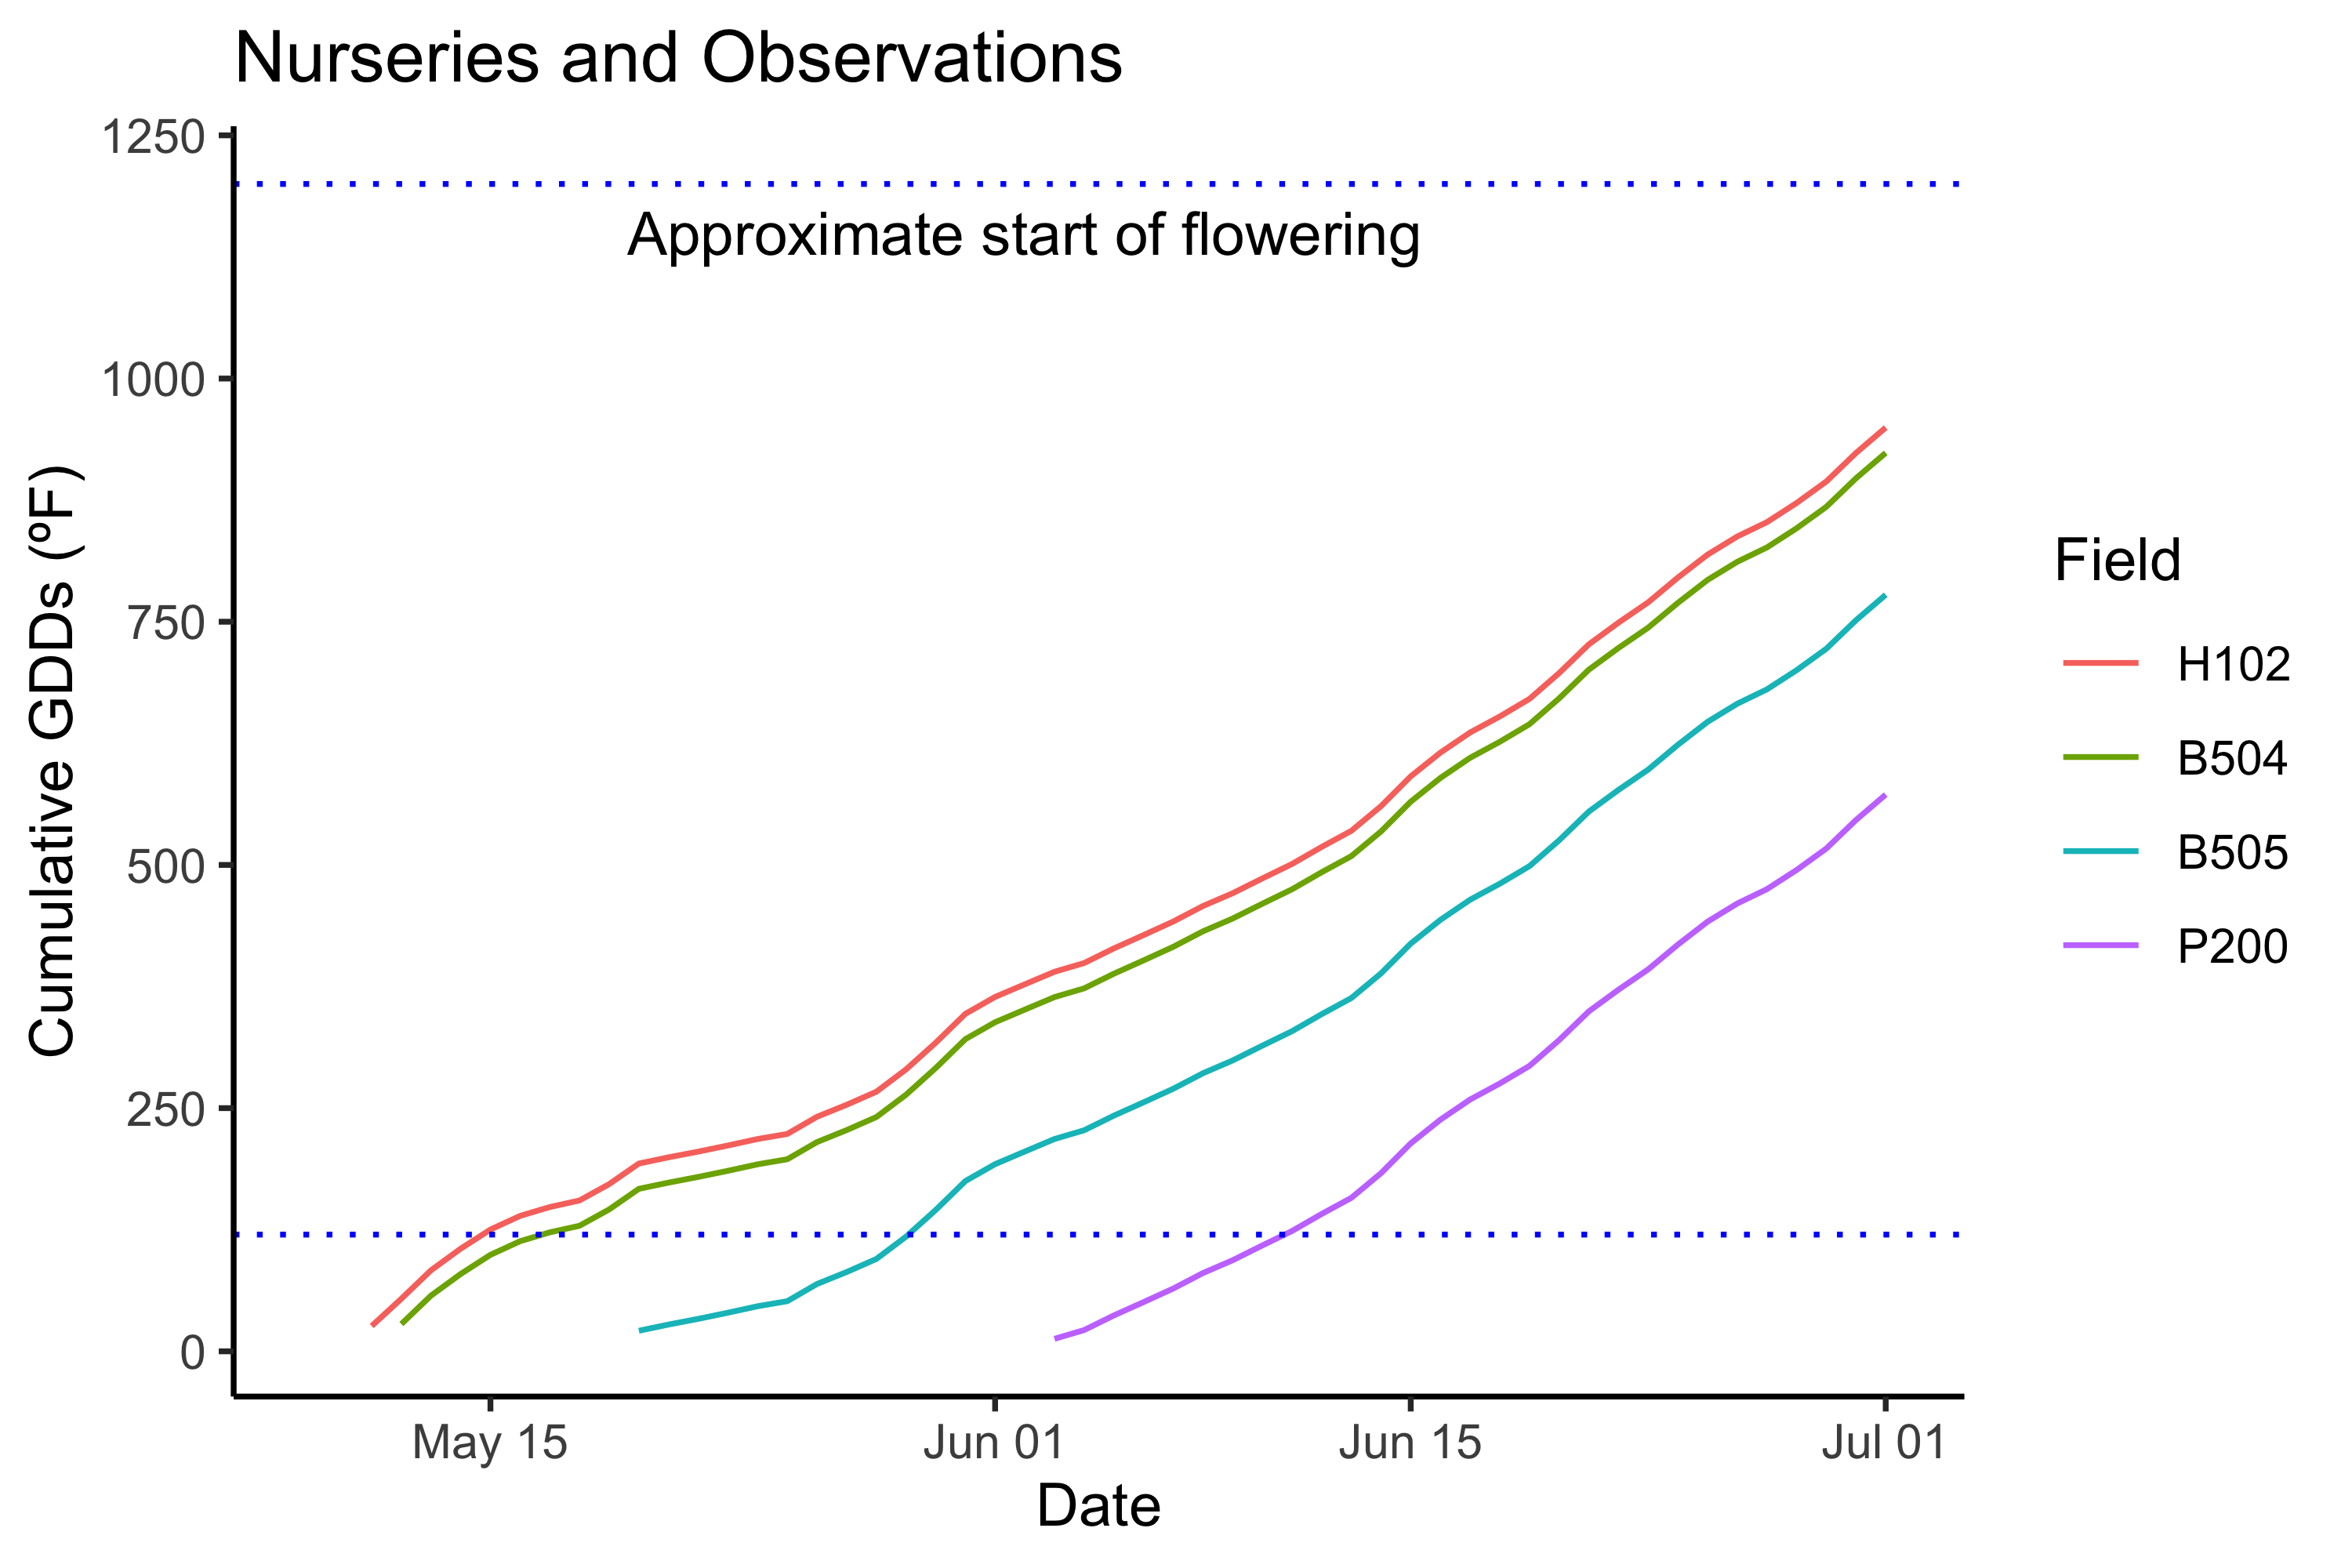 Nurseries and Observations
1250
Approximate start of flowering
1000
750
500
250
0
Cumulative GDDs (ºF)
May 15
Jun 01
Jun 15
Jul 01
Date
Field
H102
B504
B505
P200